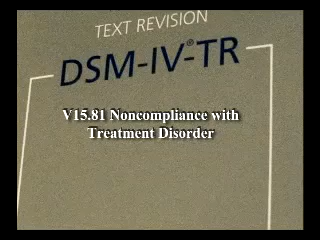 TEXT REVISION
DSM-IV-TR®
V15.81 Noncompliance with
Treatment Disorder